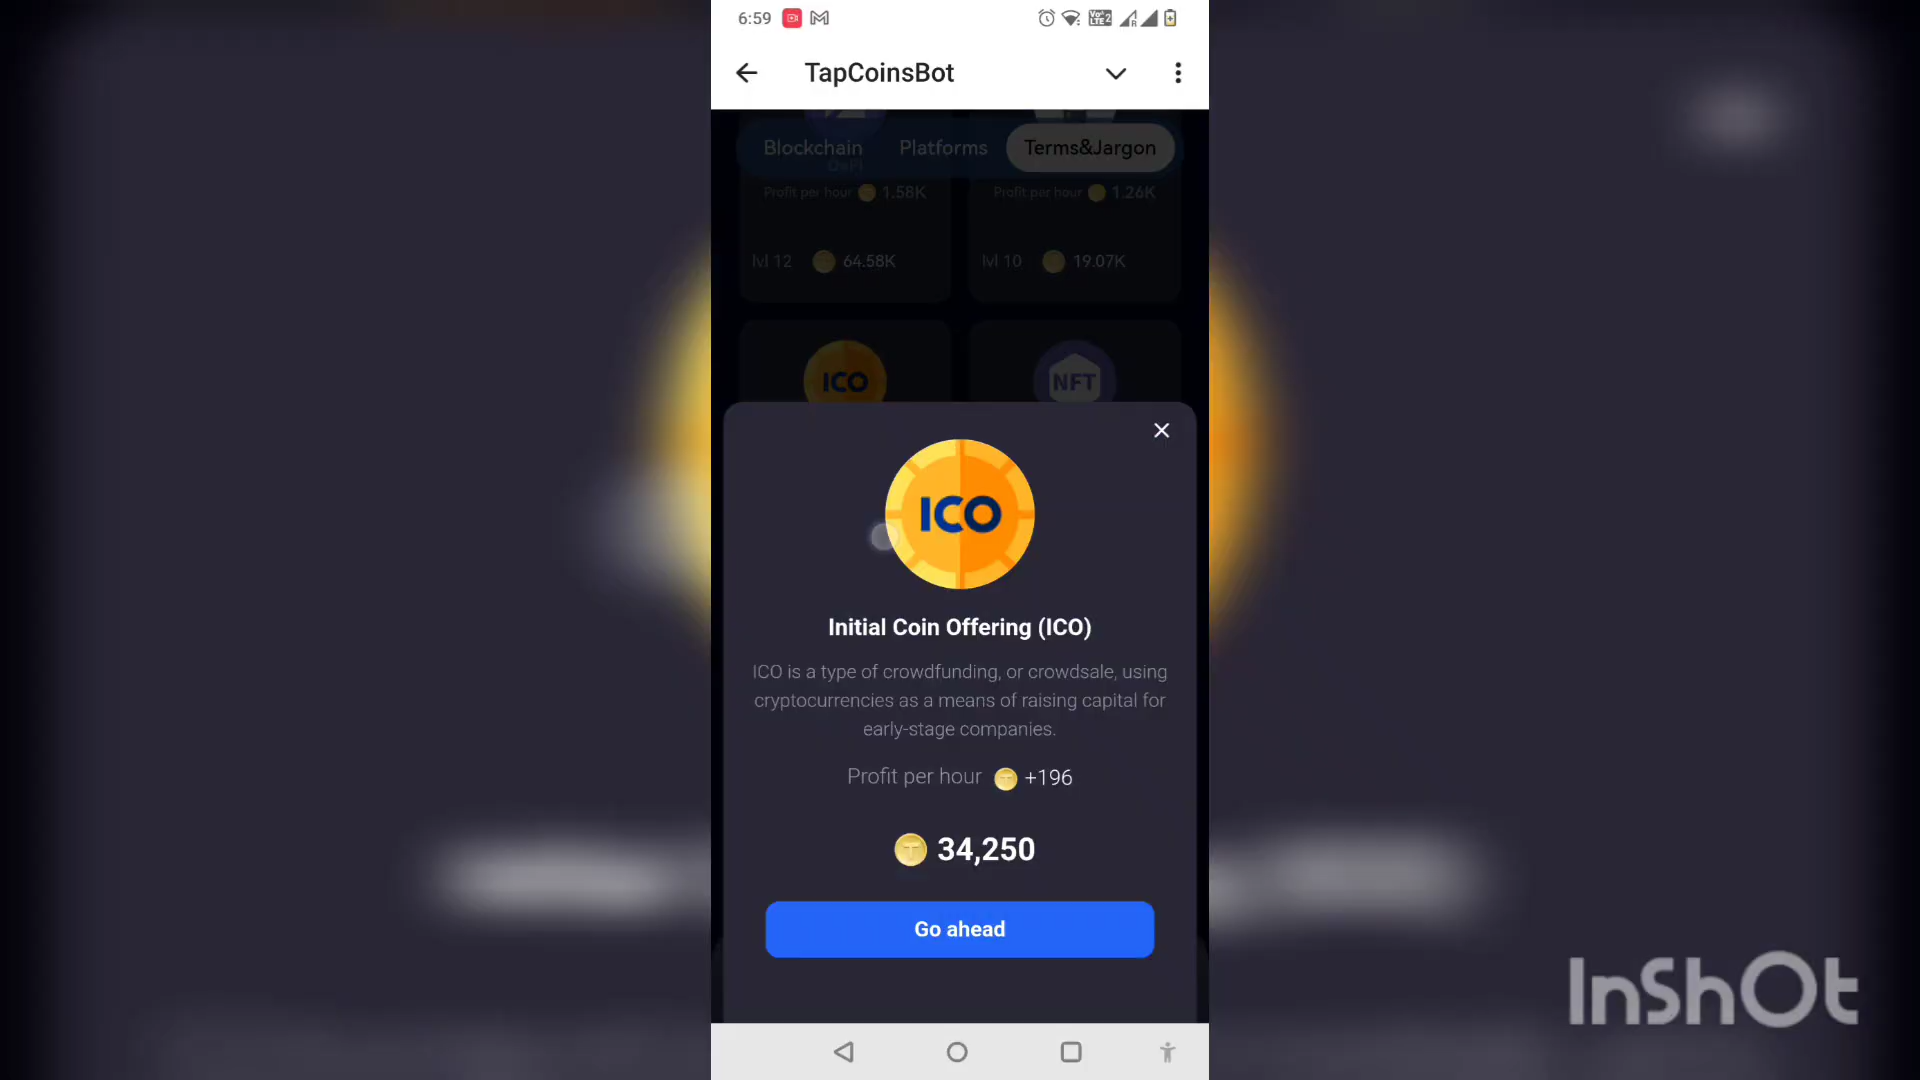 6:59
Vo LTE2
R
TapCoinsBot
Blockchain Platforms Terms&Jargon
DeFi
Profit per hour 1.58K Profit per hour 1.26K
lvl 12 64.58K lvl 10 19.07K
ICO NFT
ICO
Initial Coin Offering (ICO)
ICO is a type of crowdfunding, or crowdsale, using
cryptocurrencies as a means of raising capital for
early-stage companies.
Profit per hour +196
34,250
Go ahead
InShOt